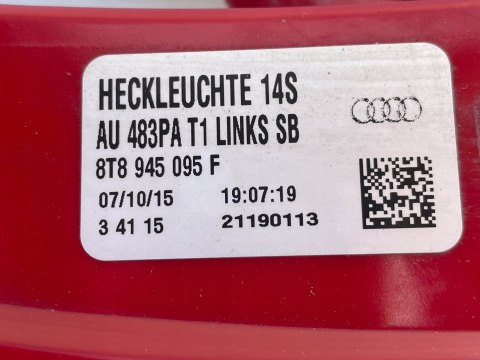 HECKLEUCHTE 14S
AU 483PA T1 LINKS SB
8T8 945 095 F
07/10/15 19:07:19
3 41 15 21190113